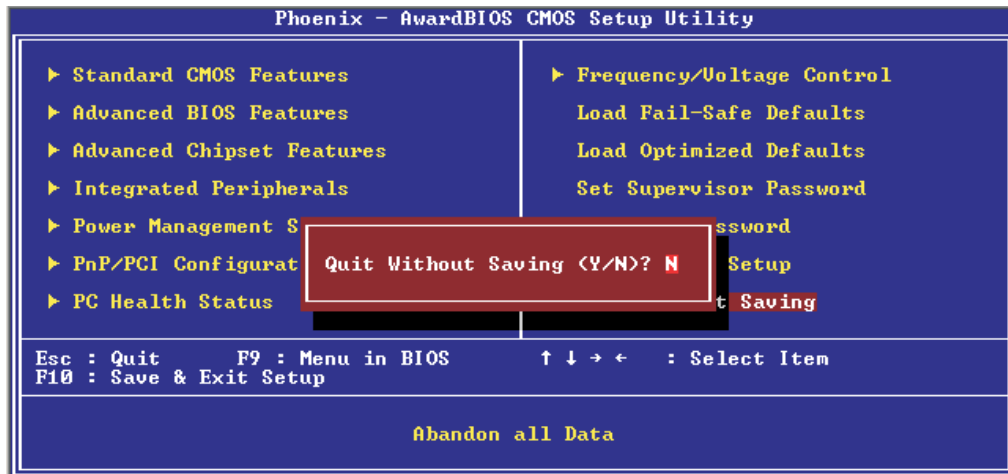 Phoenix - AwardBIOS CMOS Setup Utility
Standard CMOS Features
Advanced BIOS Features
Advanced Chipset Features
Integrated Peripherals
Power Management S
PnP/PCI Configurat
PC Health Status
Frequency/Voltage Control
Load Fail-Safe Defaults
Load Optimized Defaults
Set Supervisor Password
ssword
Setup
t Saving
Quit Without Saving (Y/N)? N
Esc : Quit F9 : Menu in BIOS ↑ ↓ → ← : Select Item
F10 : Save & Exit Setup
Abandon all Data